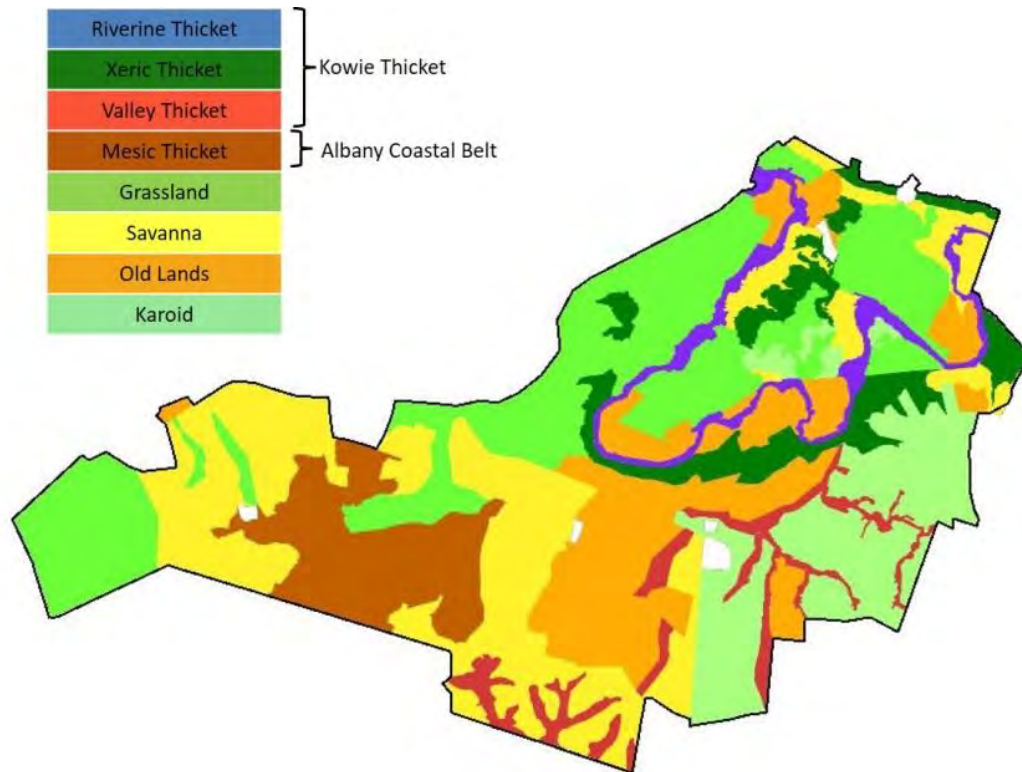 Riverine Thicket
Xeric Thicket
Valley Thicket
Kowie Thicket
Mesic Thicket
Albany Coastal Belt
Grassland
Savanna
Old Lands
Karoid